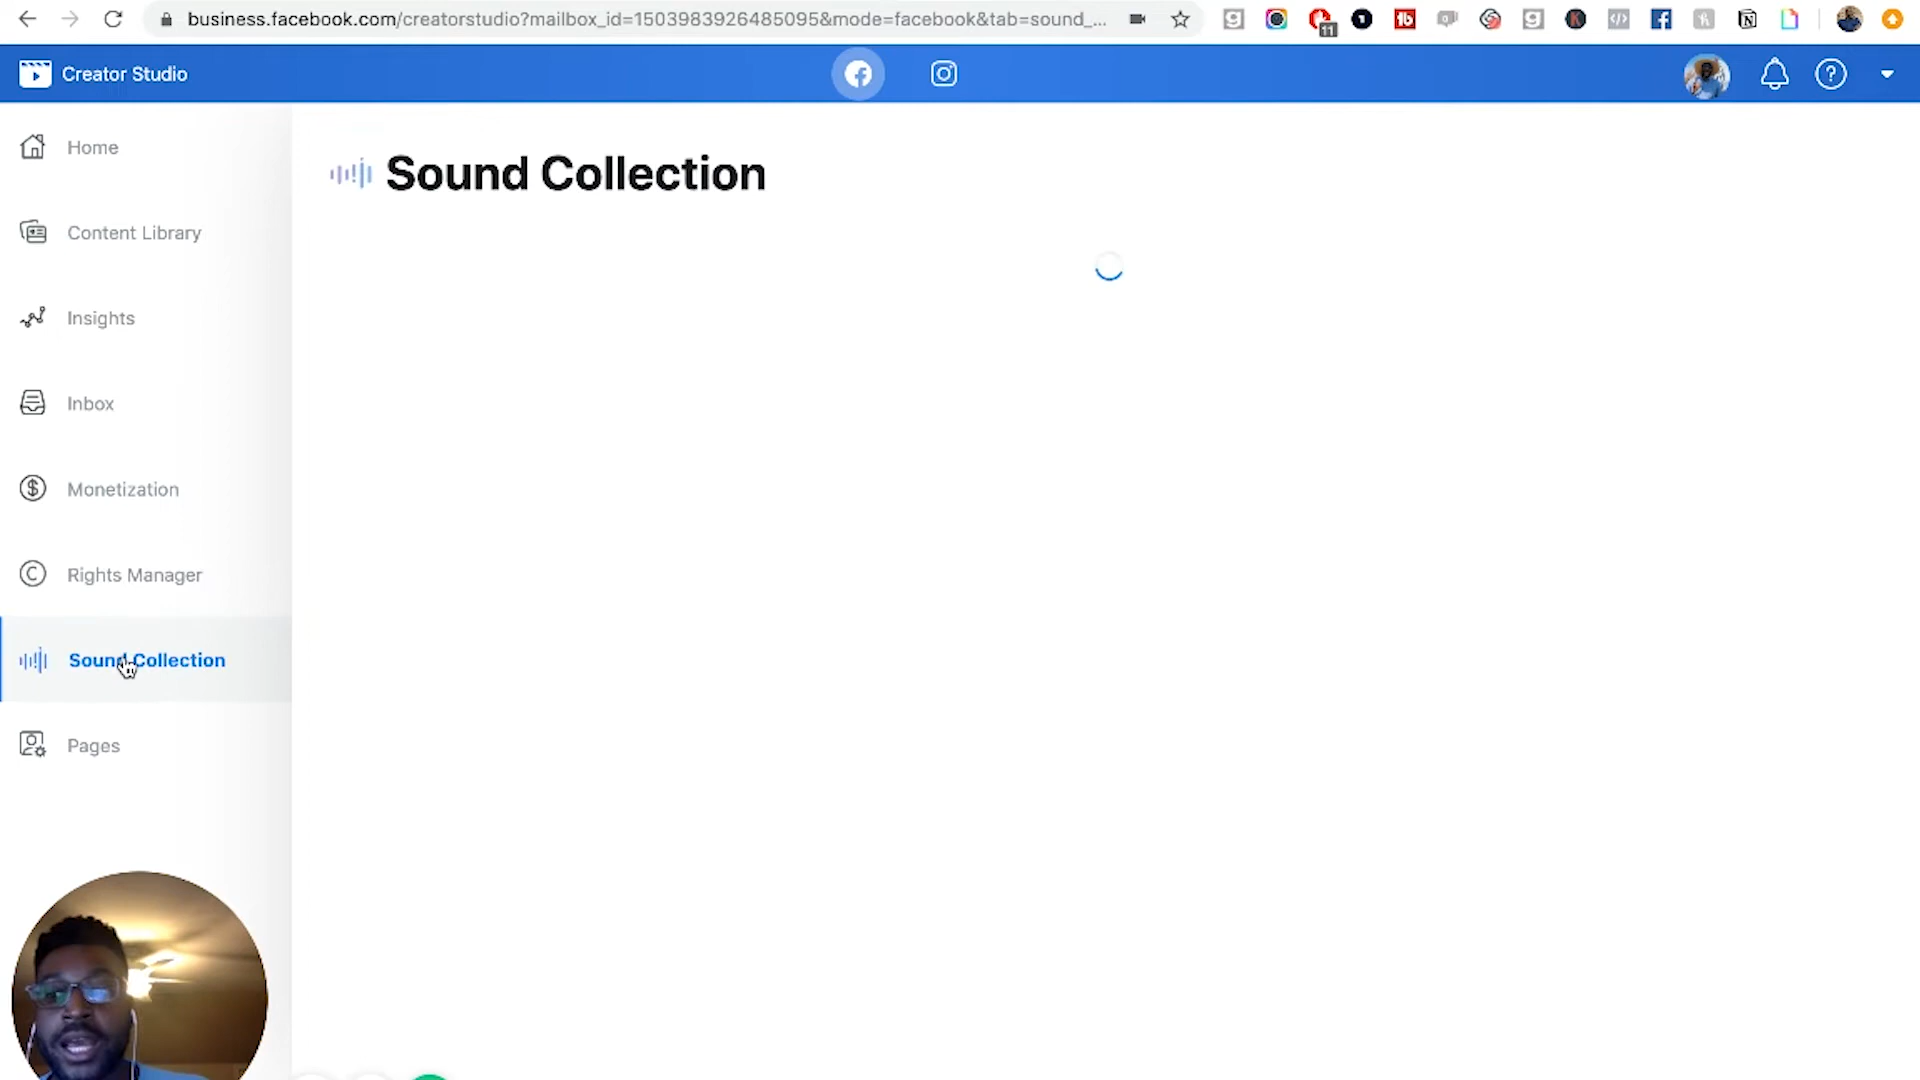 business.facebook.com/creatorstudio?mailbox_id=1503983926485095&mode=facebook&tab=sound_...
11
Creator Studio
Home
Sound Collection
Content Library
Insights
Inbox
Monetization
Rights Manager
Sound Collection
Pages